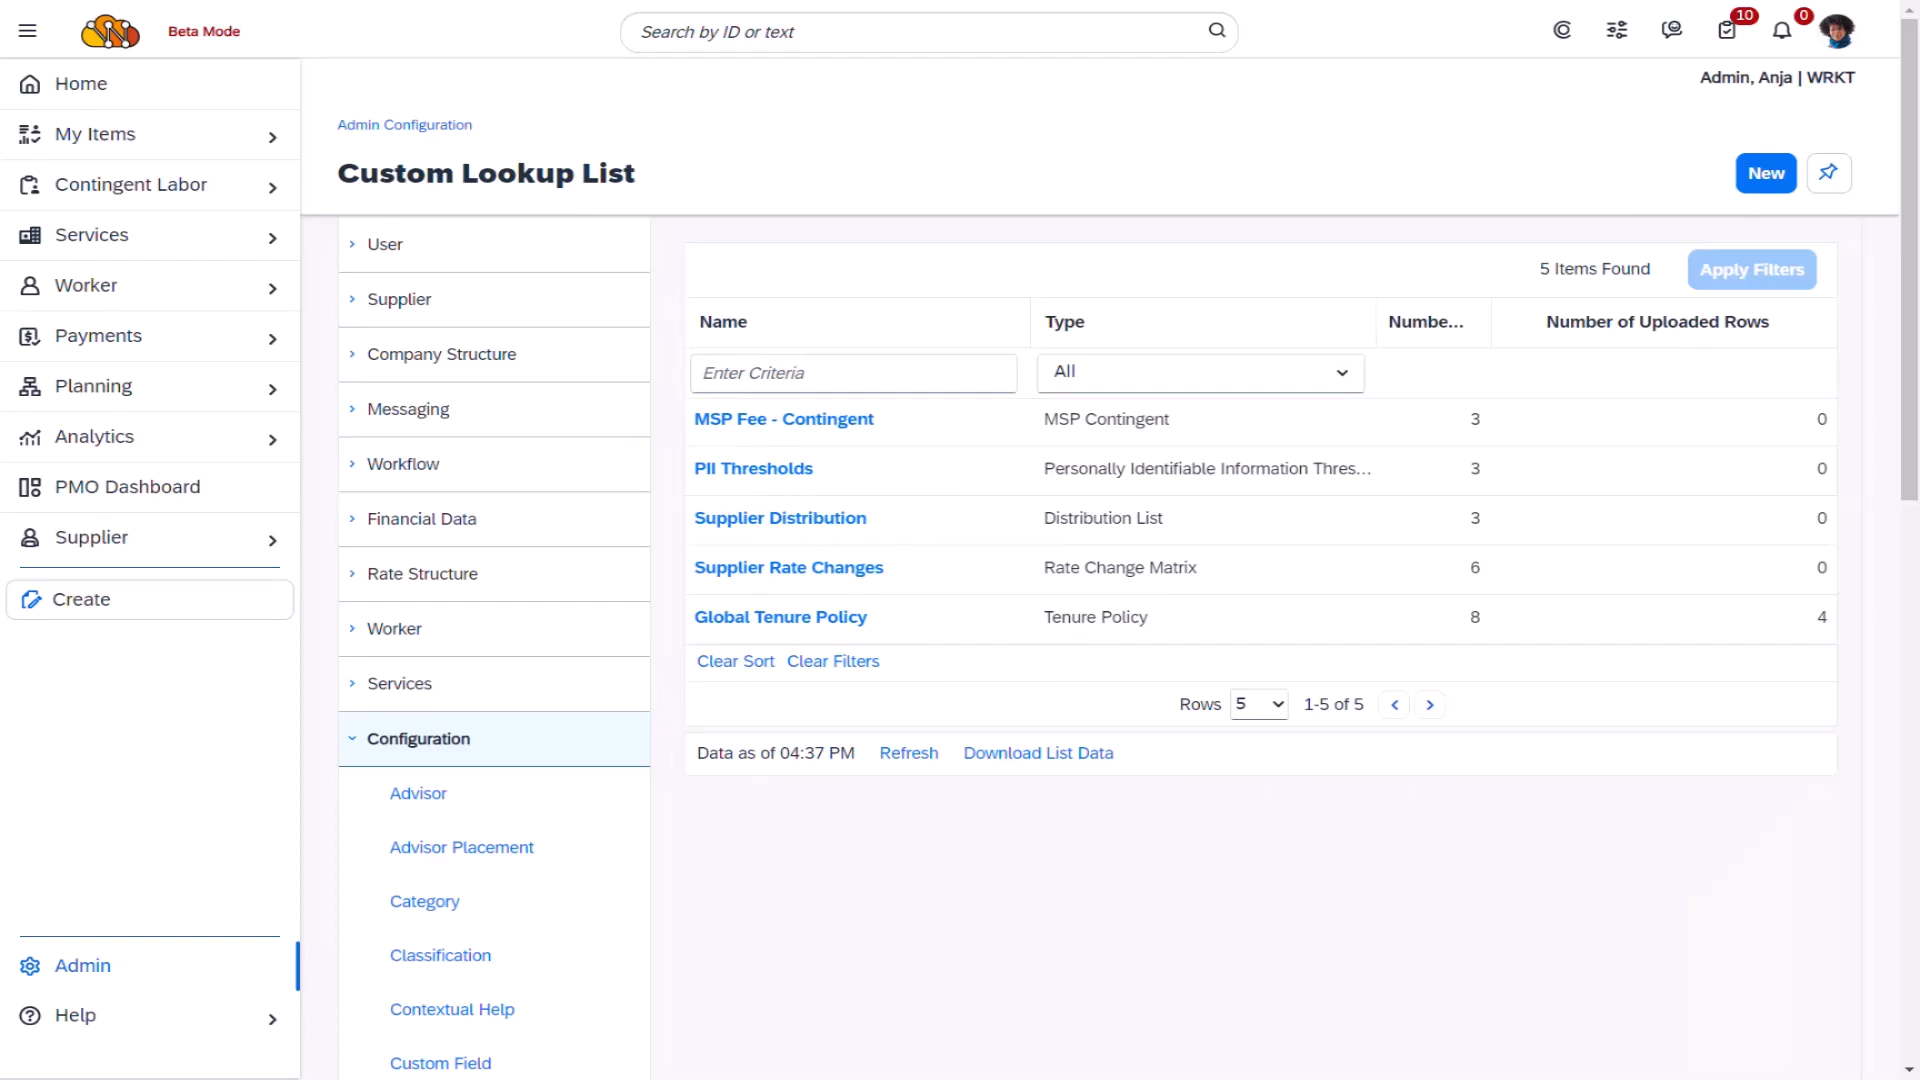 Beta Mode
Search by ID or text
10
0
Admin, Anja | WRKT
Home
My Items
Contingent Labor
Services
Worker
Payments
Planning
Analytics
PMO Dashboard
Supplier
Create
Admin
Help
Admin Configuration
Custom Lookup List
New
User
Supplier
Company Structure
Messaging
Workflow
Financial Data
Rate Structure
Worker
Services
Configuration
Advisor
Advisor Placement
Category
Classification
Contextual Help
Custom Field
5 Items Found
Apply Filters
Name Type Numbe... Number of Uploaded Rows
Enter Criteria All
MSP Fee - Contingent MSP Contingent 3 0
PII Thresholds Personally Identifiable Information Thres... 3 0
Supplier Distribution Distribution List 3 0
Supplier Rate Changes Rate Change Matrix 6 0
Global Tenure Policy Tenure Policy 8 4
Clear Sort Clear Filters
Rows 5 1-5 of 5
Data as of 04:37 PM Refresh Download List Data